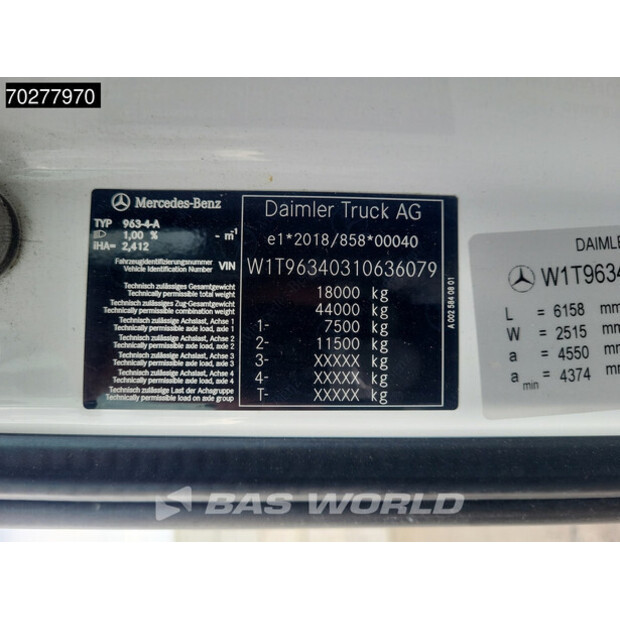 70277970
Mercedes-Benz
TYP 963-4-A
1,00 % - m⁻¹
iHA= 2,412
Fahrzeugidentifizierungsnummer
Vehicle Identification Number VIN
Technisch zulässiges Gesamtgewicht
Technically permissible total weight
Technisch zulässiges Zug-Gesamtgewicht
Technically permissible combination weight
Technisch zulässige Achslast, Achse 1
Technically permissible axle load, axle 1
Technisch zulässige Achslast, Achse 2
Technically permissible axle load, axle 2
Technisch zulässige Achslast, Achse 3
Technically permissible axle load, axle 3
Technisch zulässige Achslast, Achse 4
Technically permissible axle load, axle 4
Technisch zulässige Last der Achsgruppe
Technically permissible load on axle group
Daimler Truck AG
e1*2018/858*00040
W1T96340310636079
18000 kg
44000 kg
1- 7500 kg
2- 11500 kg
3- XXXXX kg
4- XXXXX kg
T- XXXXX kg
A 002 584 08 01
DAIMLE
W1T9634
L = 6158 mm
W = 2515 mm
a = 4550 mm
a min = 4374 mm
BAS WORLD